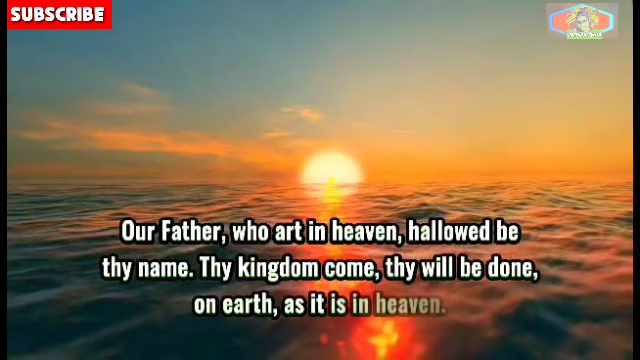 SUBSCRIBE
Our Father, who art in heaven, hallowed be
thy name. Thy kingdom come, thy will be done,
on earth, as it is in heaven.